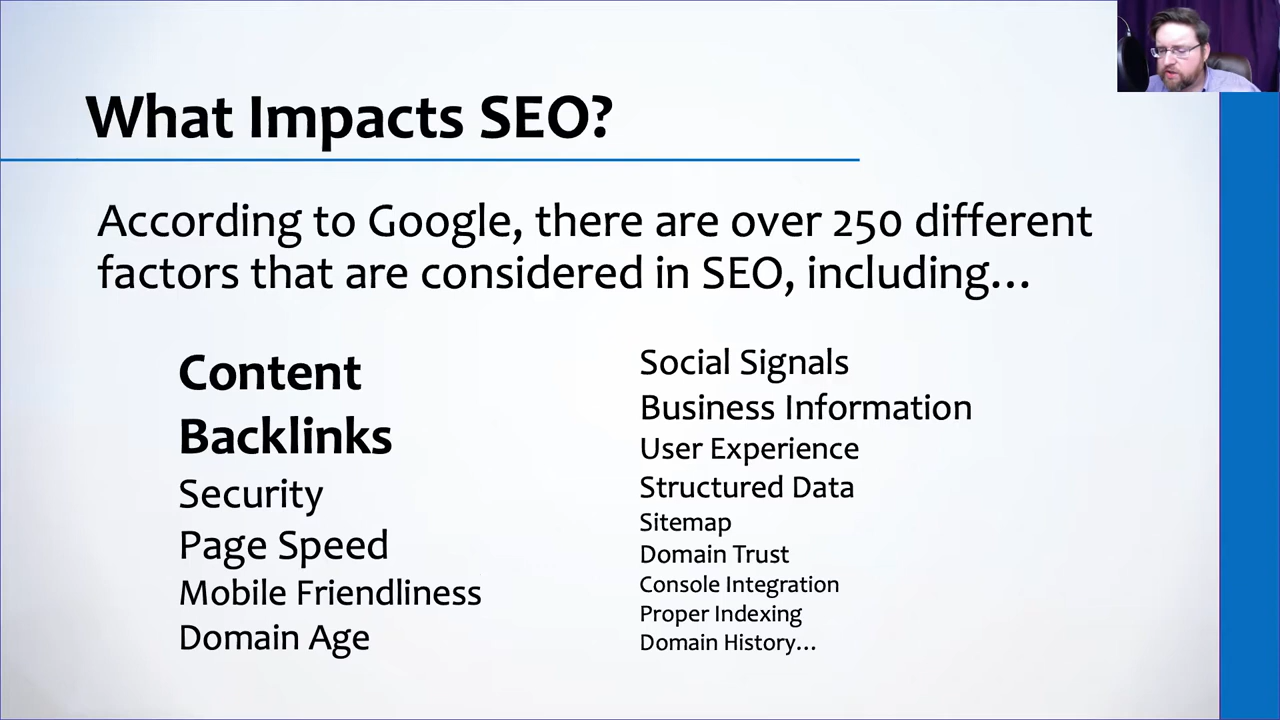 What Impacts SEO?
According to Google, there are over 250 different
factors that are considered in SEO, including…
Content
Backlinks
Security
Page Speed
Mobile Friendliness
Domain Age
Social Signals
Business Information
User Experience
Structured Data
Sitemap
Domain Trust
Console Integration
Proper Indexing
Domain History…